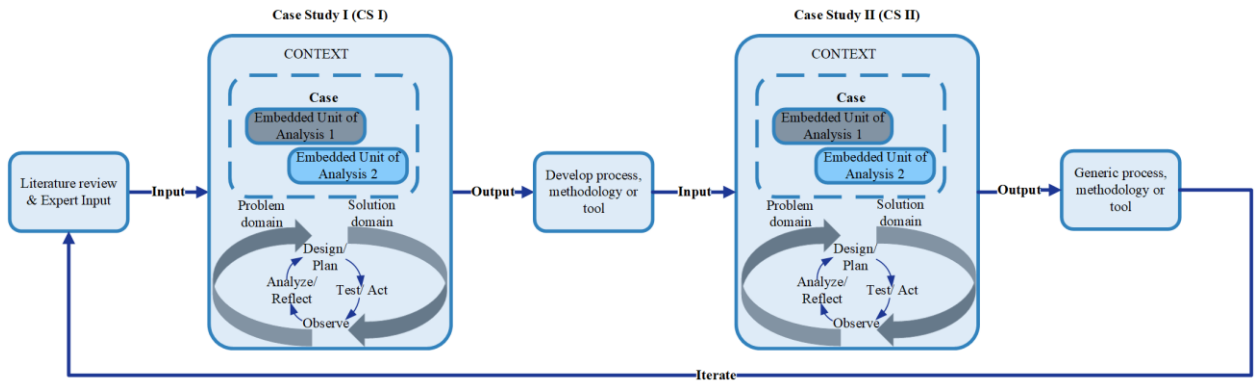 Case Study I (CS I)
CONTEXT
Case
Embedded Unit of
Analysis 1
Embedded Unit of
Analysis 2
Literature review
& Expert Input
Input
Problem
domain
Solution
domain
Design/
Plan
Analyze/
Reflect
Test/ Act
Observe
Output
Develop process,
methodology or
tool
Input
Case Study II (CS II)
CONTEXT
Case
Embedded Unit of
Analysis 1
Embedded Unit of
Analysis 2
Problem
domain
Solution
domain
Design/
Plan
Analyze/
Reflect
Test/ Act
Observe
Output
Generic process,
methodology or
tool
Iterate